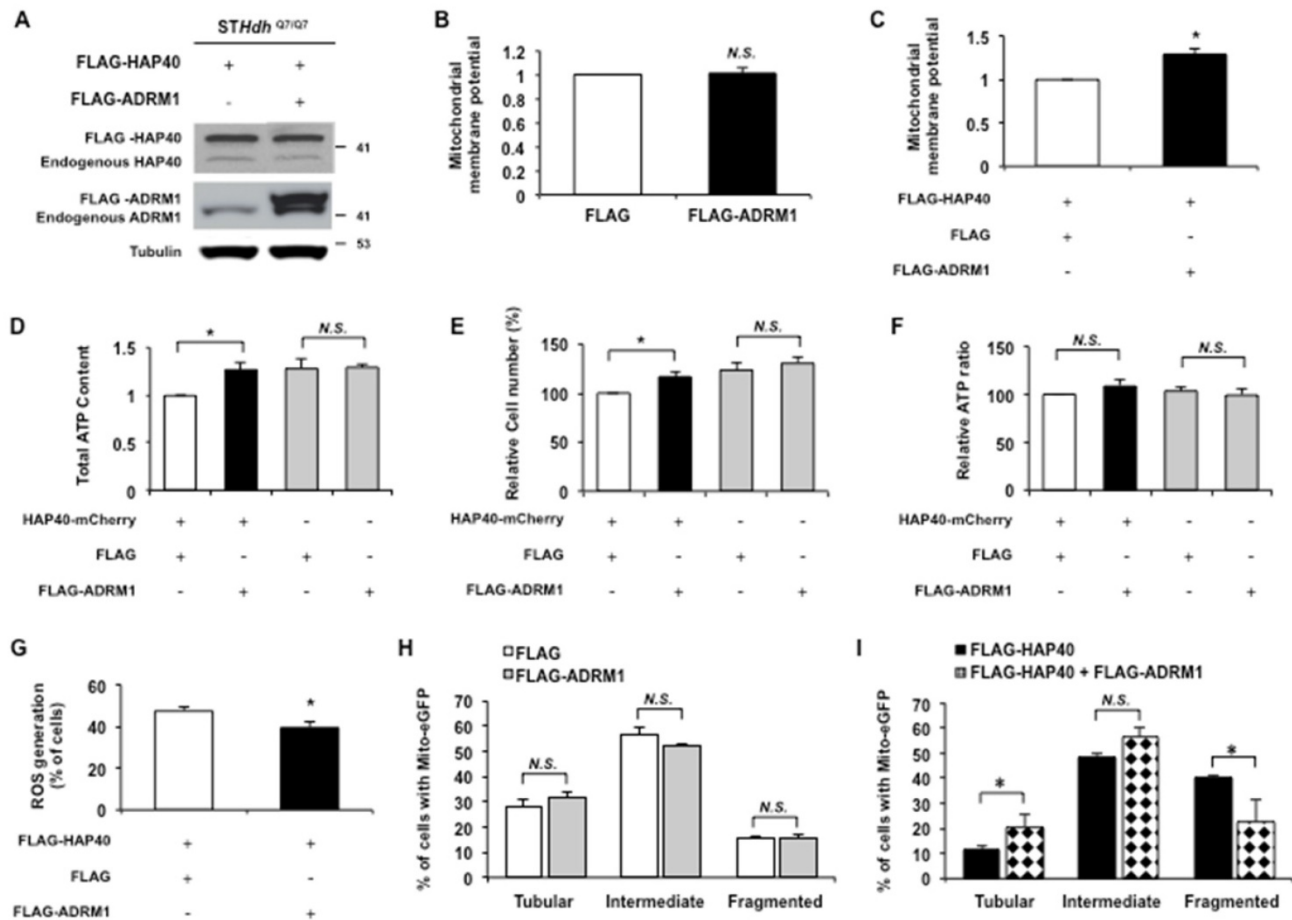 A
STHdh Q7/Q7
FLAG-HAP40 + +
FLAG-ADRM1 - +
FLAG -HAP40
41
Endogenous HAP40
FLAG -ADRM1
Endogenous ADRM1
41
53
Tubulin
B
Mitochondrial
membrane potential
1.2
1
0.8
0.6
0.4
0.2
0
N.S.
FLAG FLAG-ADRM1
C
Mitochondrial
membrane potential
1.5
1
0.5
0
*
FLAG-HAP40 + +
FLAG + -
FLAG-ADRM1 - +
D
Total ATP Content
1.5
1
0.5
0
*
N.S.
HAP40-mCherry + + - -
FLAG + - + -
FLAG-ADRM1 - + - +
E
Relative Cell number (%)
150
100
50
0
*
N.S.
HAP40-mCherry + + - -
FLAG + - + -
FLAG-ADRM1 - + - +
F
Relative ATP ratio
150
100
50
0
N.S.
N.S.
HAP40-mCherry + + - -
FLAG + - + -
FLAG-ADRM1 - + - +
G
ROS generation
(% of cells)
60
40
20
0
*
FLAG-HAP40 + +
FLAG + -
FLAG-ADRM1 - +
H
FLAG
FLAG-ADRM1
% of cells with Mito-eGFP
70
60
50
40
30
20
10
0
N.S.
N.S.
N.S.
Tubular Intermediate Fragmented
I
FLAG-HAP40
FLAG-HAP40 + FLAG-ADRM1
% of cells with Mito-eGFP
70
60
50
40
30
20
10
0
*
N.S.
*
Tubular Intermediate Fragmented